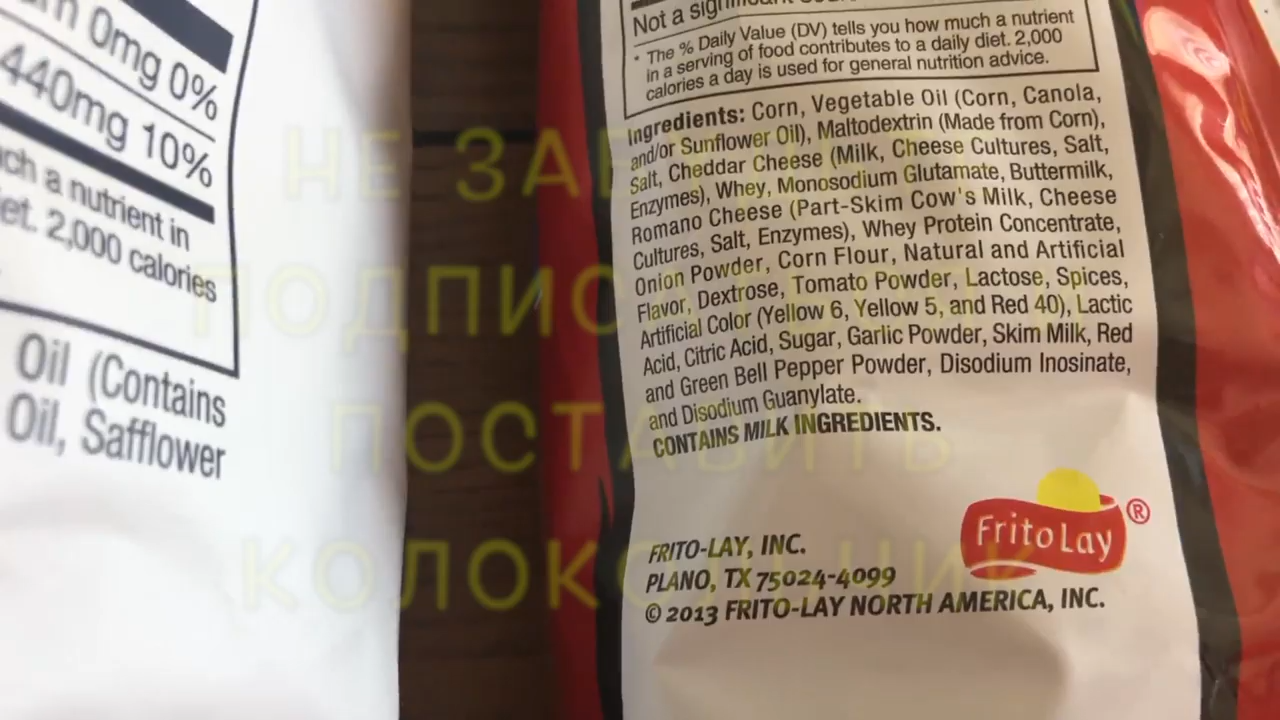 0mg 0%
440mg 10%
a nutrient in
2,000 calories
Oil (Contains
Oil, Safflower
Not a
* The % Daily Value (DV) tells you how much a nutrient
in a serving of food contributes to a daily diet. 2,000
calories a day is used for general nutrition advice.
Ingredients: Corn, Vegetable Oil (Corn, Canola,
and/or Sunflower Oil), Maltodextrin (Made from Corn),
Salt, Cheddar Cheese (Milk, Cheese Cultures, Salt,
Enzymes), Whey, Monosodium Glutamate, Buttermilk,
Romano Cheese (Part-Skim Cow's Milk, Cheese
Cultures, Salt, Enzymes), Whey Protein Concentrate,
Onion Powder, Corn Flour, Natural and Artificial
Flavor, Dextrose, Tomato Powder, Lactose, Spices,
Artificial Color (Yellow 6, Yellow 5, and Red 40), Lactic
Acid, Citric Acid, Sugar, Garlic Powder, Skim Milk, Red
and Green Bell Pepper Powder, Disodium Inosinate,
and Disodium Guanylate.
CONTAINS MILK INGREDIENTS.
Frito Lay ®
FRITO-LAY, INC.
PLANO, TX 75024-4099
© 2013 FRITO-LAY NORTH AMERICA, INC.
НЕ
ПОСТАВИТЬ
КОЛОКОЛЬЧИК